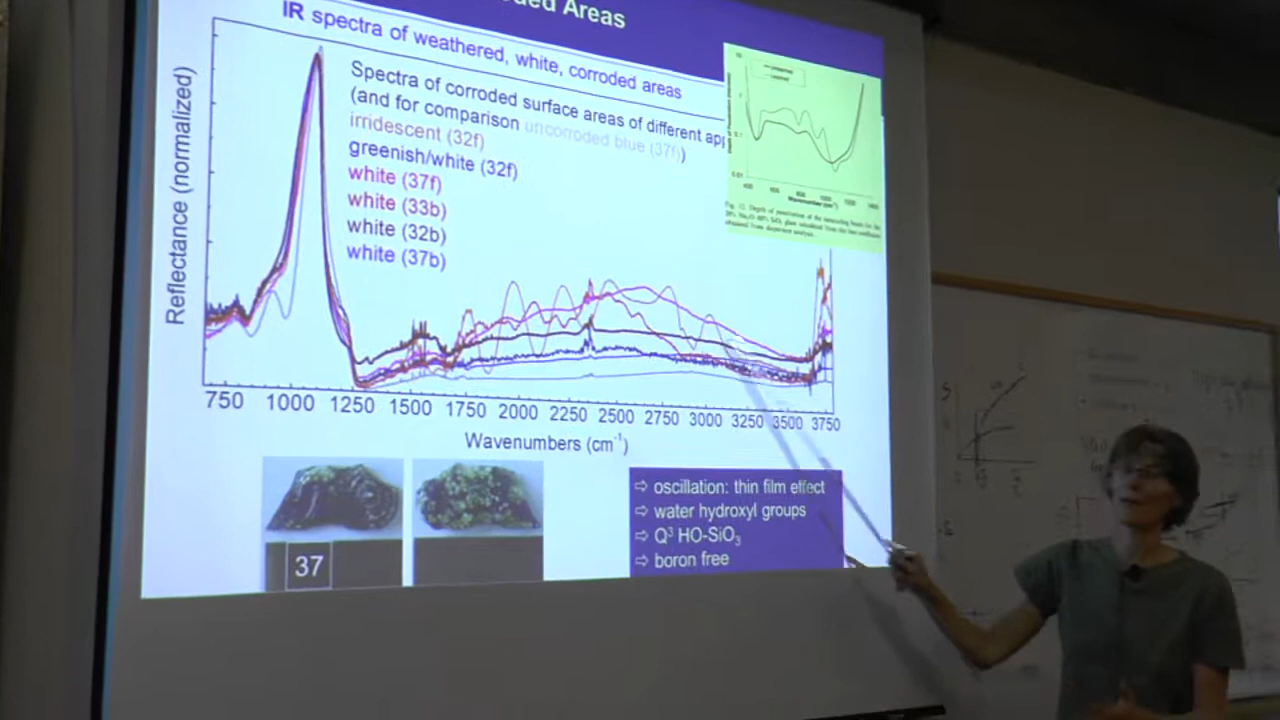 Areas
IR spectra of weathered, white, corroded areas
Spectra of corroded surface areas of different
(and for comparison uncorroded blue (37f))
irridescent (32f)
greenish/white (32f)
white (37f)
white (33b)
white (32b)
white (37b)
Reflectance (normalized)
750 1000 1250 1500 1750 2000 2250 2500 2750 3000 3250 3500 3750
Wavenumbers (cm⁻¹)
37
⇨ oscillation: thin film effect
⇨ water hydroxyl groups
⇨ Q³ HO-SiO₃
⇨ boron free